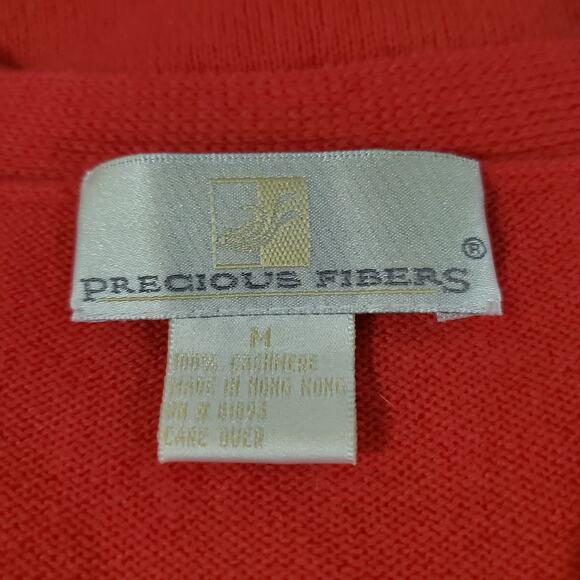 PRECIOUS FIBERS®
M
100% CASHMERE
MADE IN HONG KONG
RN # 81893
CARE OVER